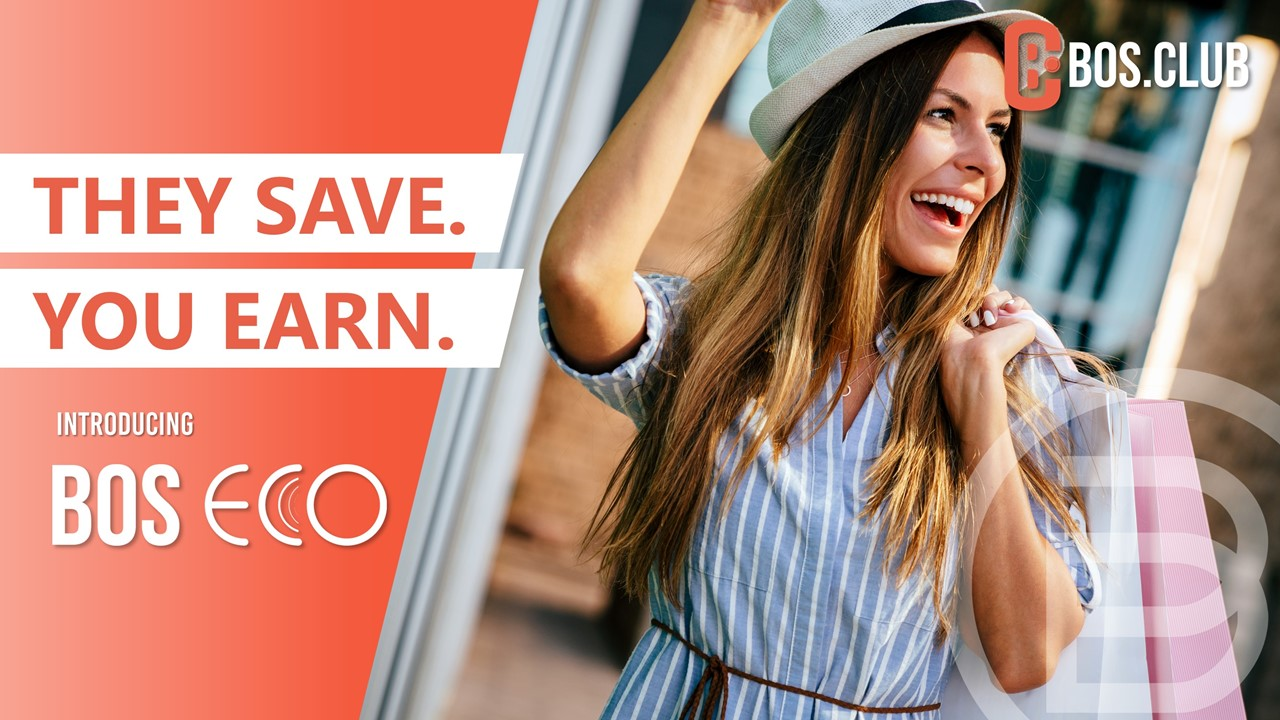 BOS.CLUB
THEY SAVE.
YOU EARN.
INTRODUCING
BOS ECO